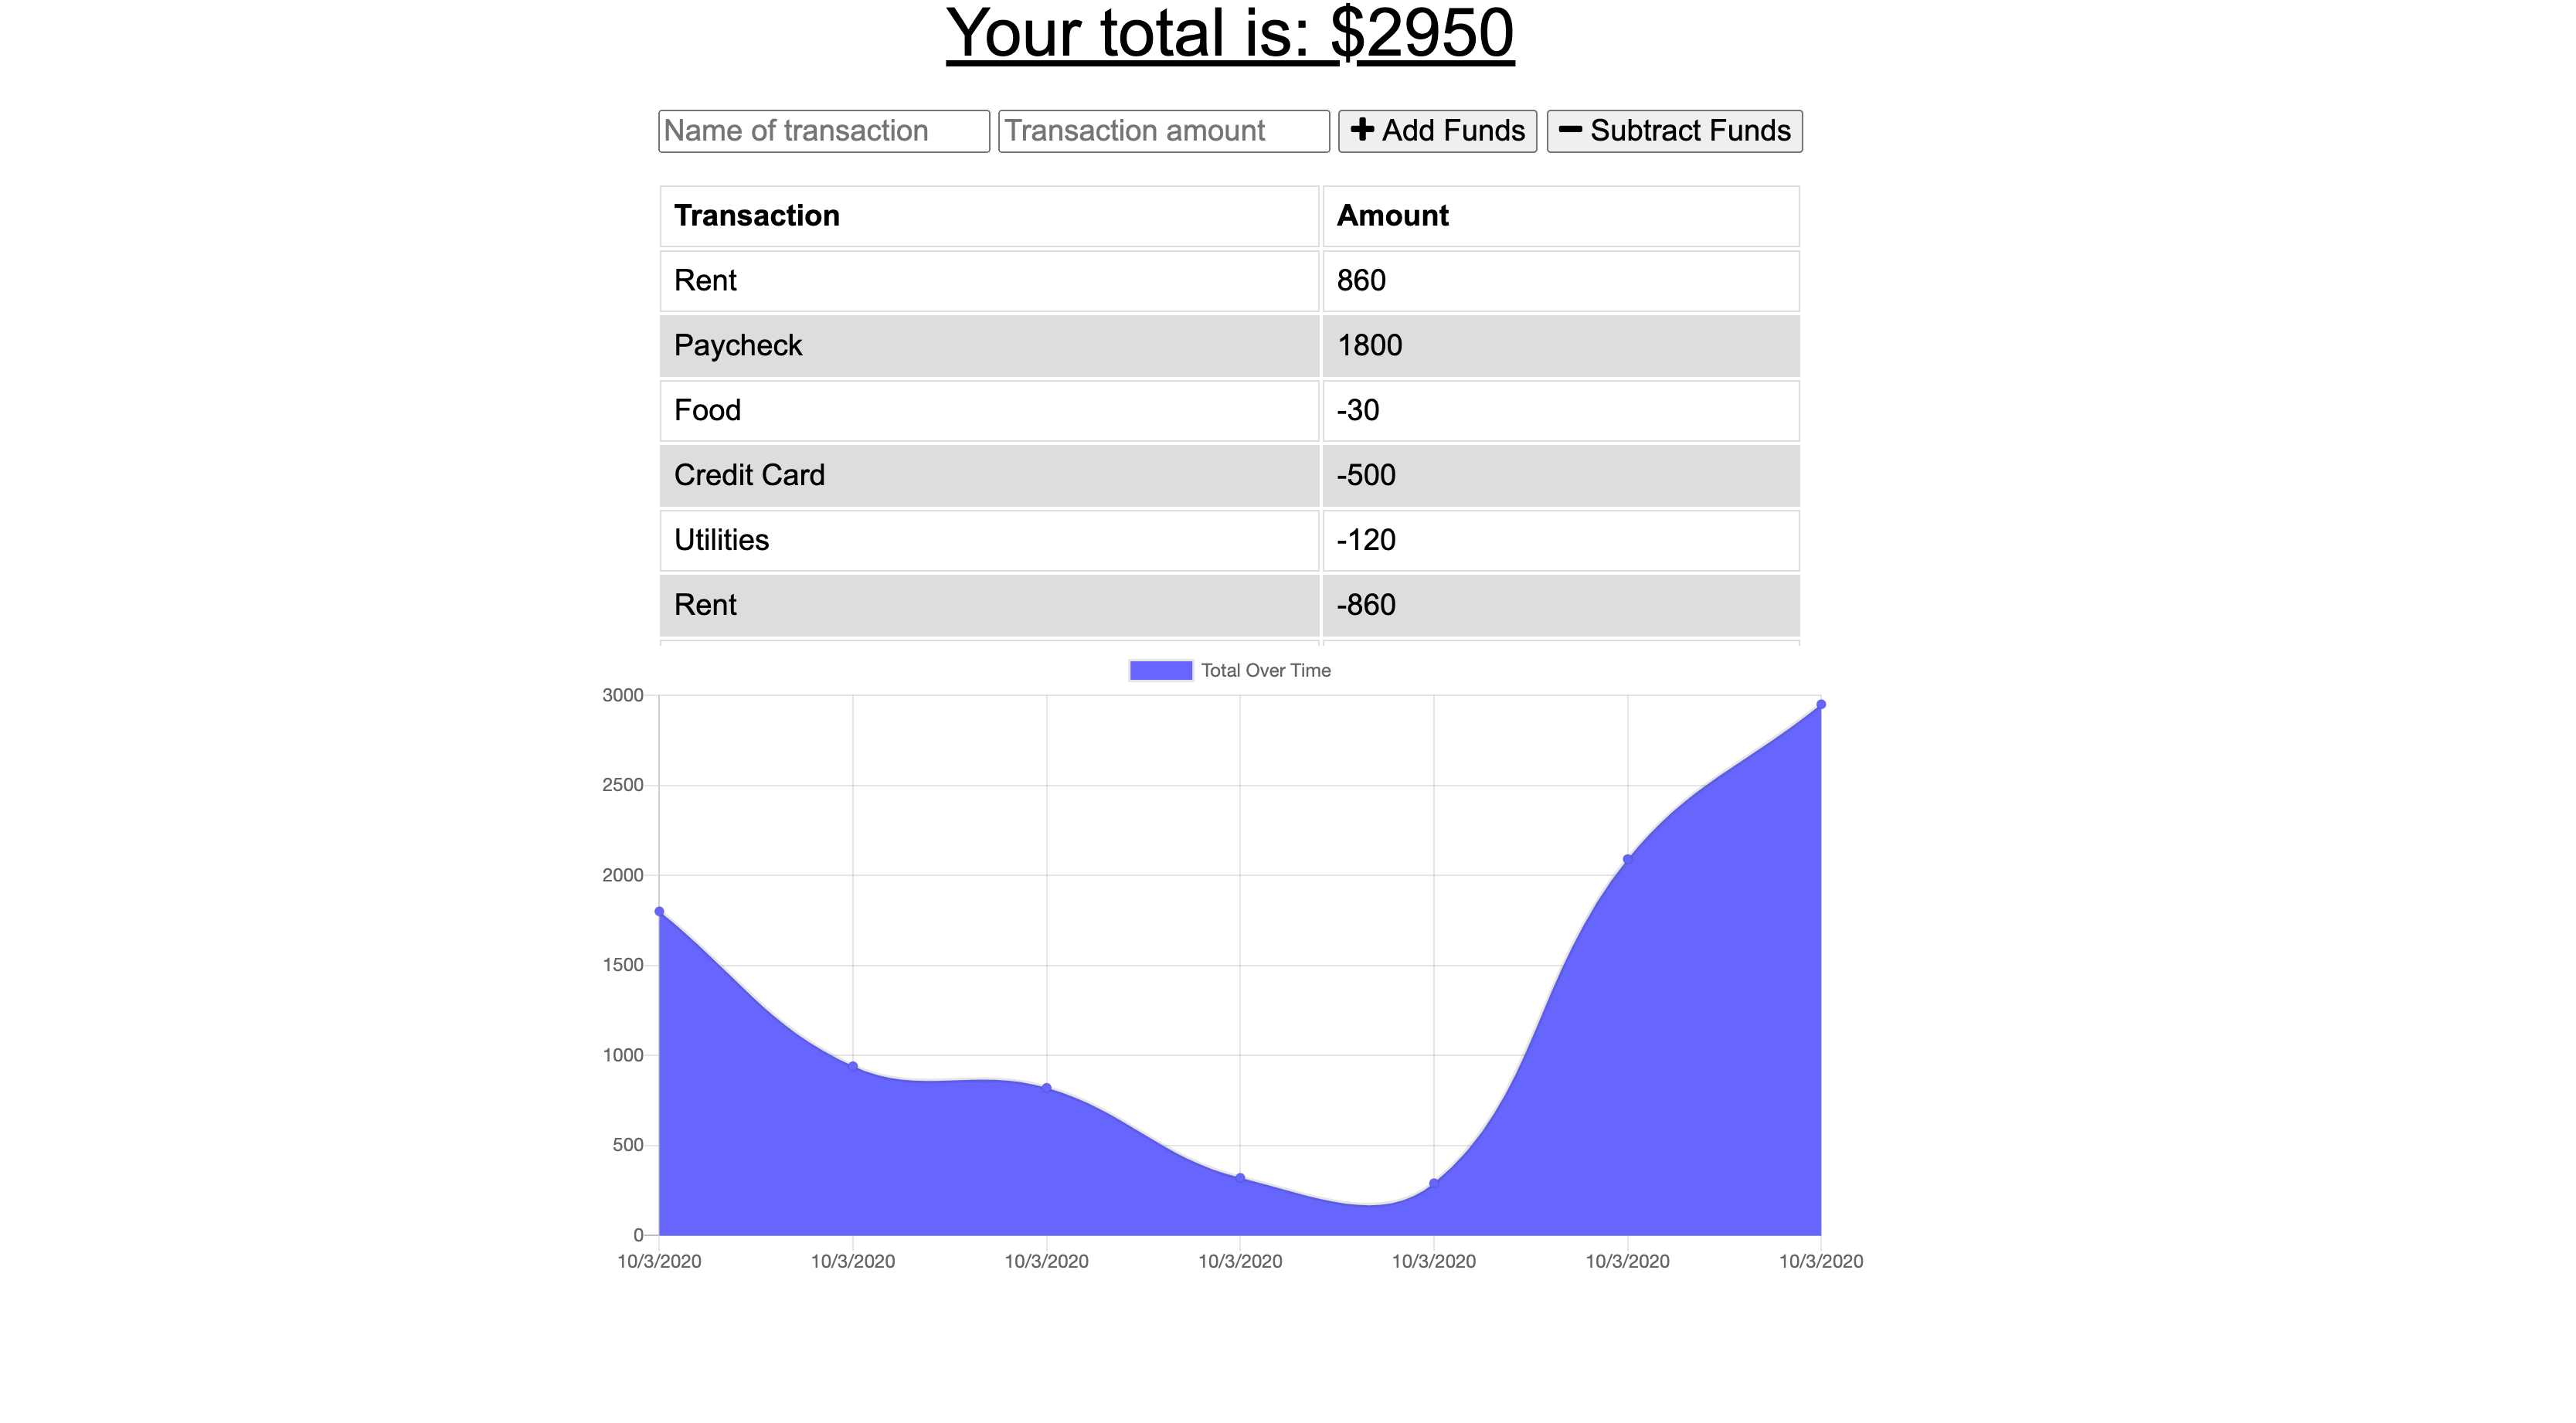 Your total is: $2950
Name of transaction Transaction amount Add Funds Subtract Funds
Transaction Amount
Rent 860
Paycheck 1800
Food -30
Credit Card -500
Utilities -120
Rent -860
Total Over Time
3000
2500
2000
1500
1000
500
0
10/3/2020 10/3/2020 10/3/2020 10/3/2020 10/3/2020 10/3/2020 10/3/2020